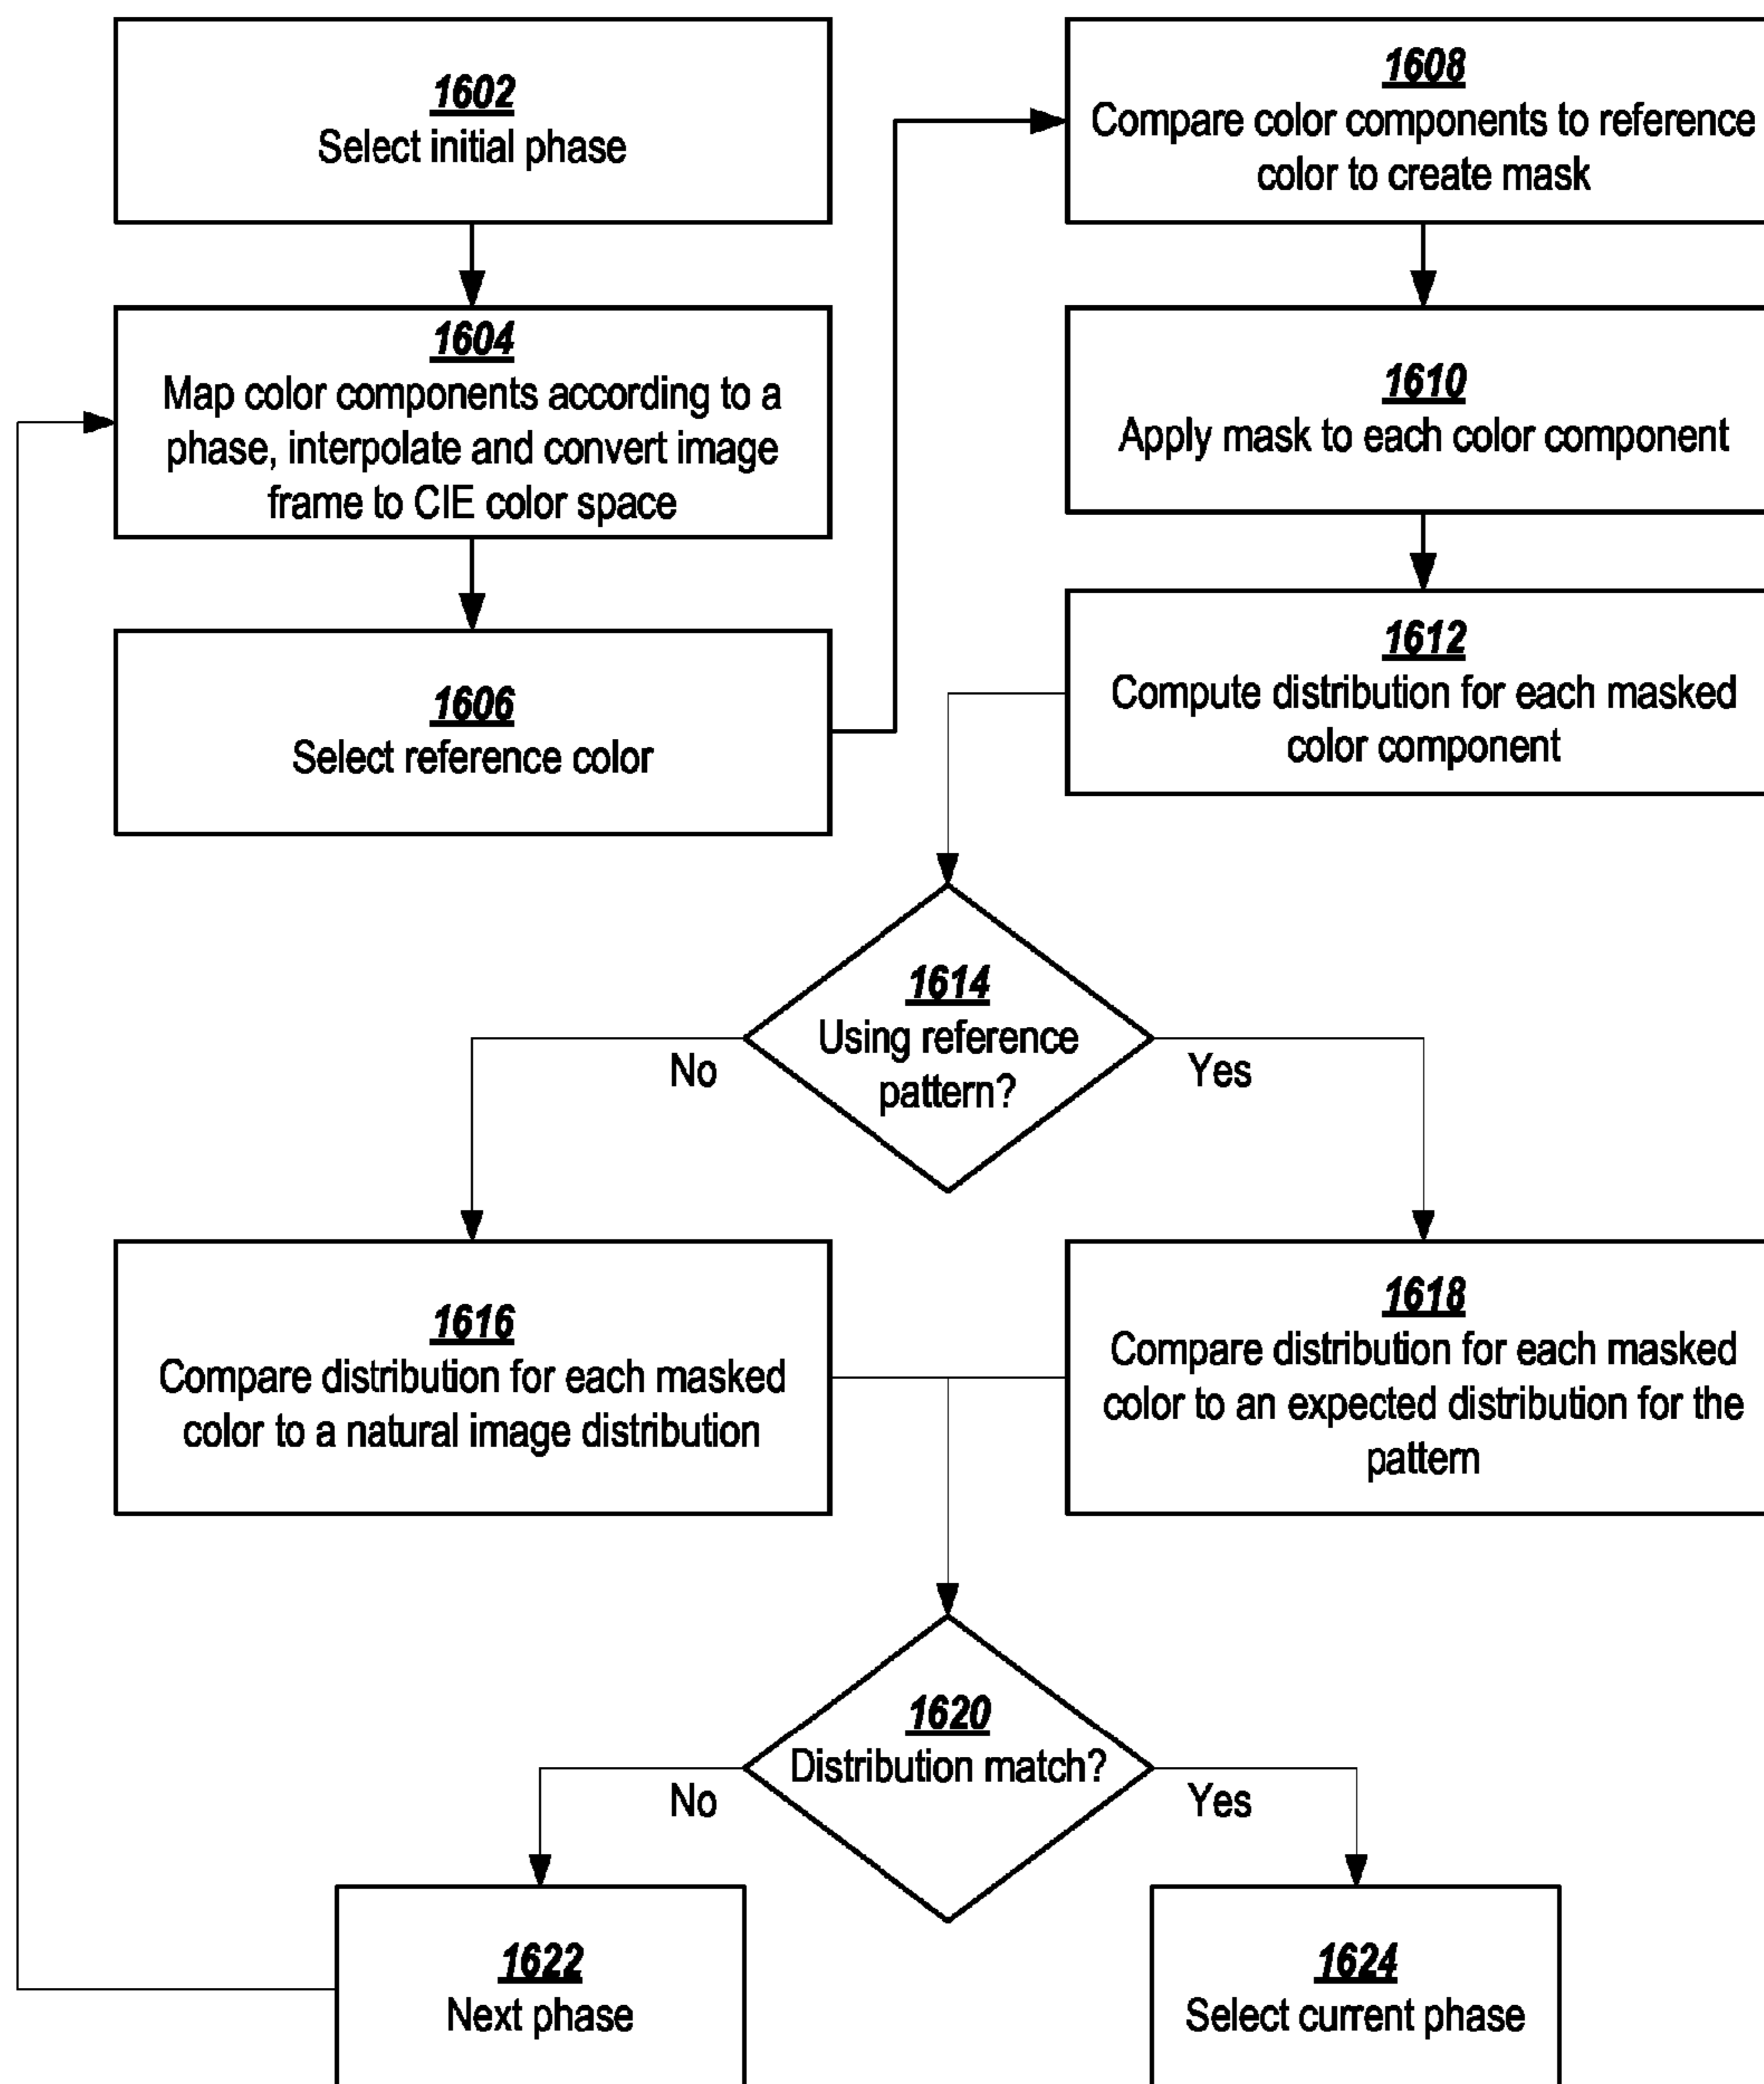 1602
Select initial phase
1604
Map color components according to a
phase, interpolate and convert image
frame to CIE color space
1606
Select reference color
1608
Compare color components to reference
color to create mask
1610
Apply mask to each color component
1612
Compute distribution for each masked
color component
1614
Using reference
pattern?
No
Yes
1616
Compare distribution for each masked
color to a natural image distribution
1618
Compare distribution for each masked
color to an expected distribution for the
pattern
1620
Distribution match?
No
Yes
1622
Next phase
1624
Select current phase